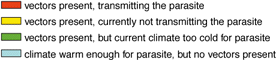 vectors present, transmitting the parasite
vectors present, currently not transmitting the parasite
vectors present, but current climate too cold for parasite
climate warm enough for parasite, but no vectors present